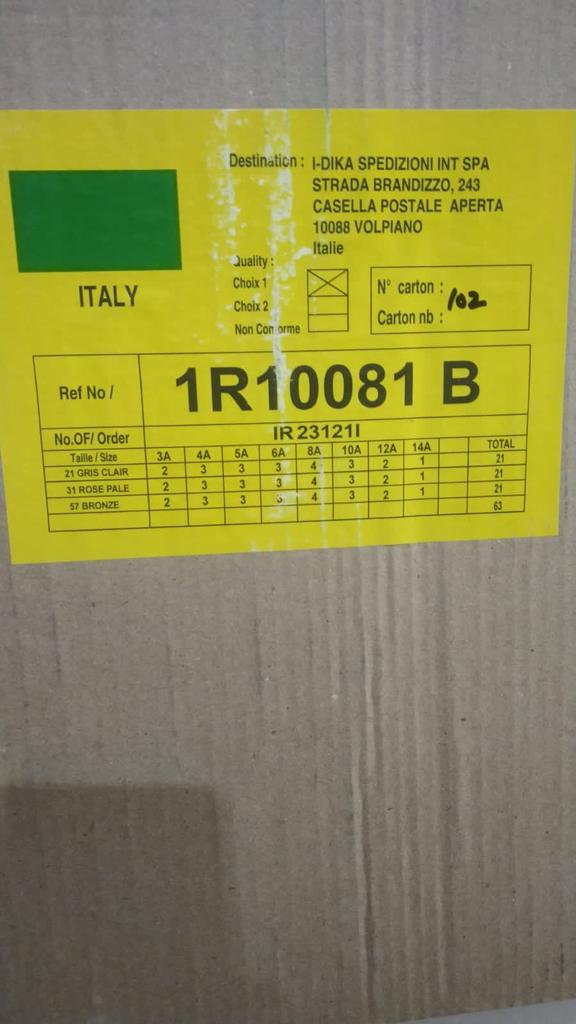 Destination : I-DIKA SPEDIZIONI INT SPA
STRADA BRANDIZZO, 243
CASELLA POSTALE APERTA
10088 VOLPIANO
Italie
ITALY
Quality :
Choix 1
Choix 2
Non Conforme
N° carton : 102
Carton nb :
Ref No / 1R10081 B
No.OF/ Order IR23121I
Taille / Size 3A 4A 5A 6A 8A 10A 12A 14A TOTAL
21 GRIS CLAIR 2 3 3 3 4 3 2 1 21
31 ROSE PALE 2 3 3 3 4 3 2 1 21
57 BRONZE 2 3 3 3 4 3 2 1 21
63